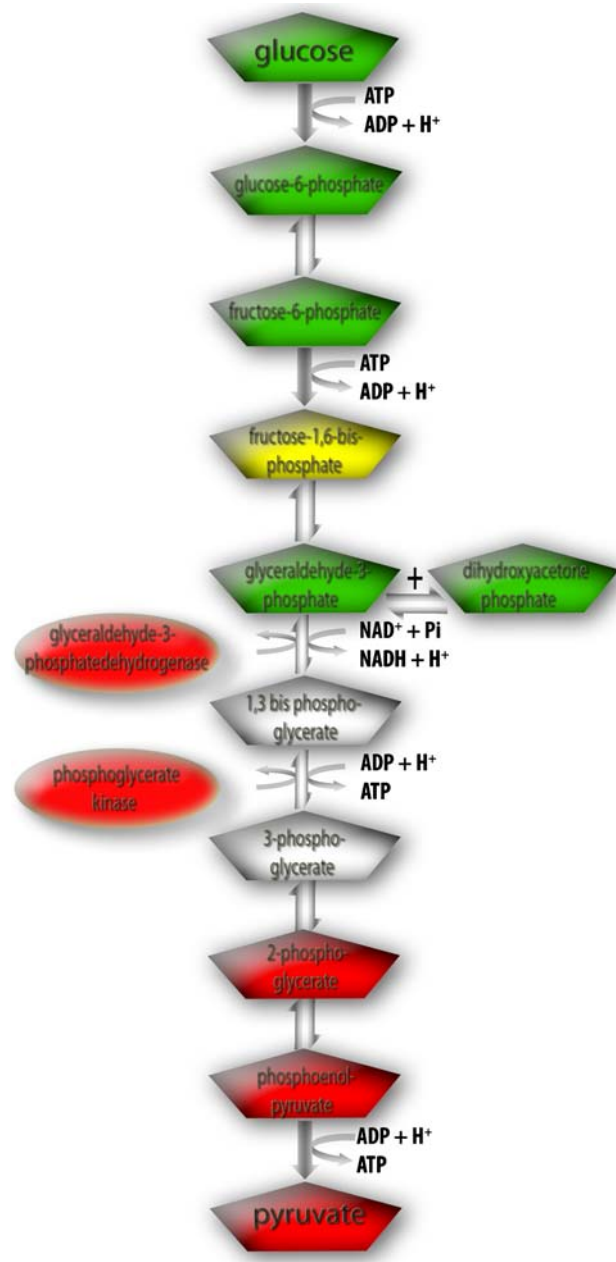 glucose
ATP
ADP + H⁺
glucose-6-phosphate
fructose-6-phosphate
ATP
ADP + H⁺
fructose-1,6-bis-
phosphate
glyceraldehyde-3-
phosphate
+
dihydroxyacetone
phosphate
glyceraldehyde-3-
phosphatedehydrogenase
NAD⁺ + Pi
NADH + H⁺
1,3 bis phospho-
glycerate
phosphoglycerate
kinase
ADP + H⁺
ATP
3-phospho-
glycerate
2-phospho-
glycerate
phosphoenol-
pyruvate
ADP + H⁺
ATP
pyruvate